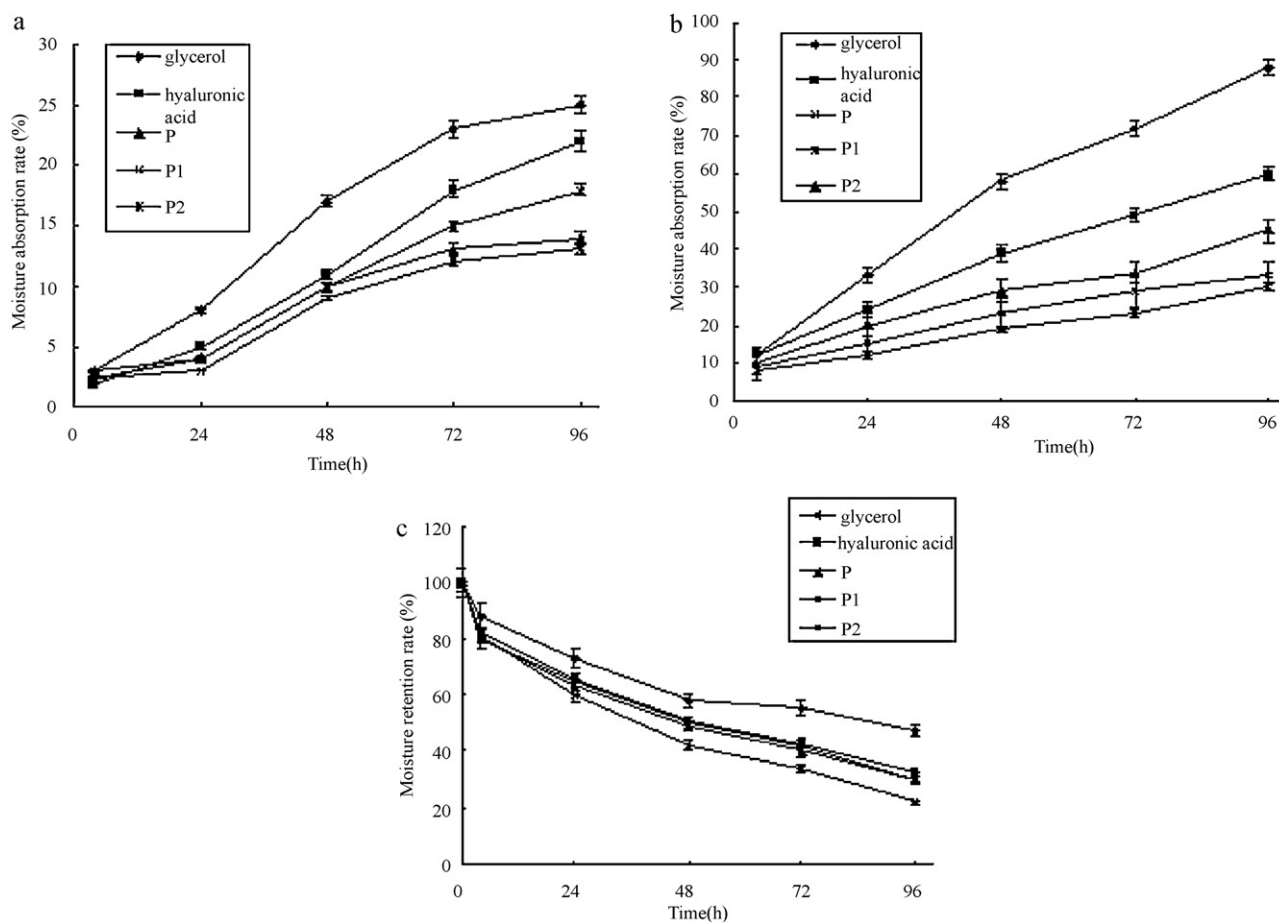 a
Moisture absorption rate (%)
30
25
20
15
10
5
0
glycerol
hyaluronic
acid
P
P1
P2
0 24 48 72 96
Time(h)
b
Moisture absorption rate (%)
100
90
80
70
60
50
40
30
20
10
0
glycerol
hyaluronic
acid
P
P1
P2
0 24 48 72 96
Time(h)
c
Moisture retention rate (%)
120
100
80
60
40
20
0
glycerol
hyaluronic acid
P
P1
P2
0 24 48 72 96
Time(h)